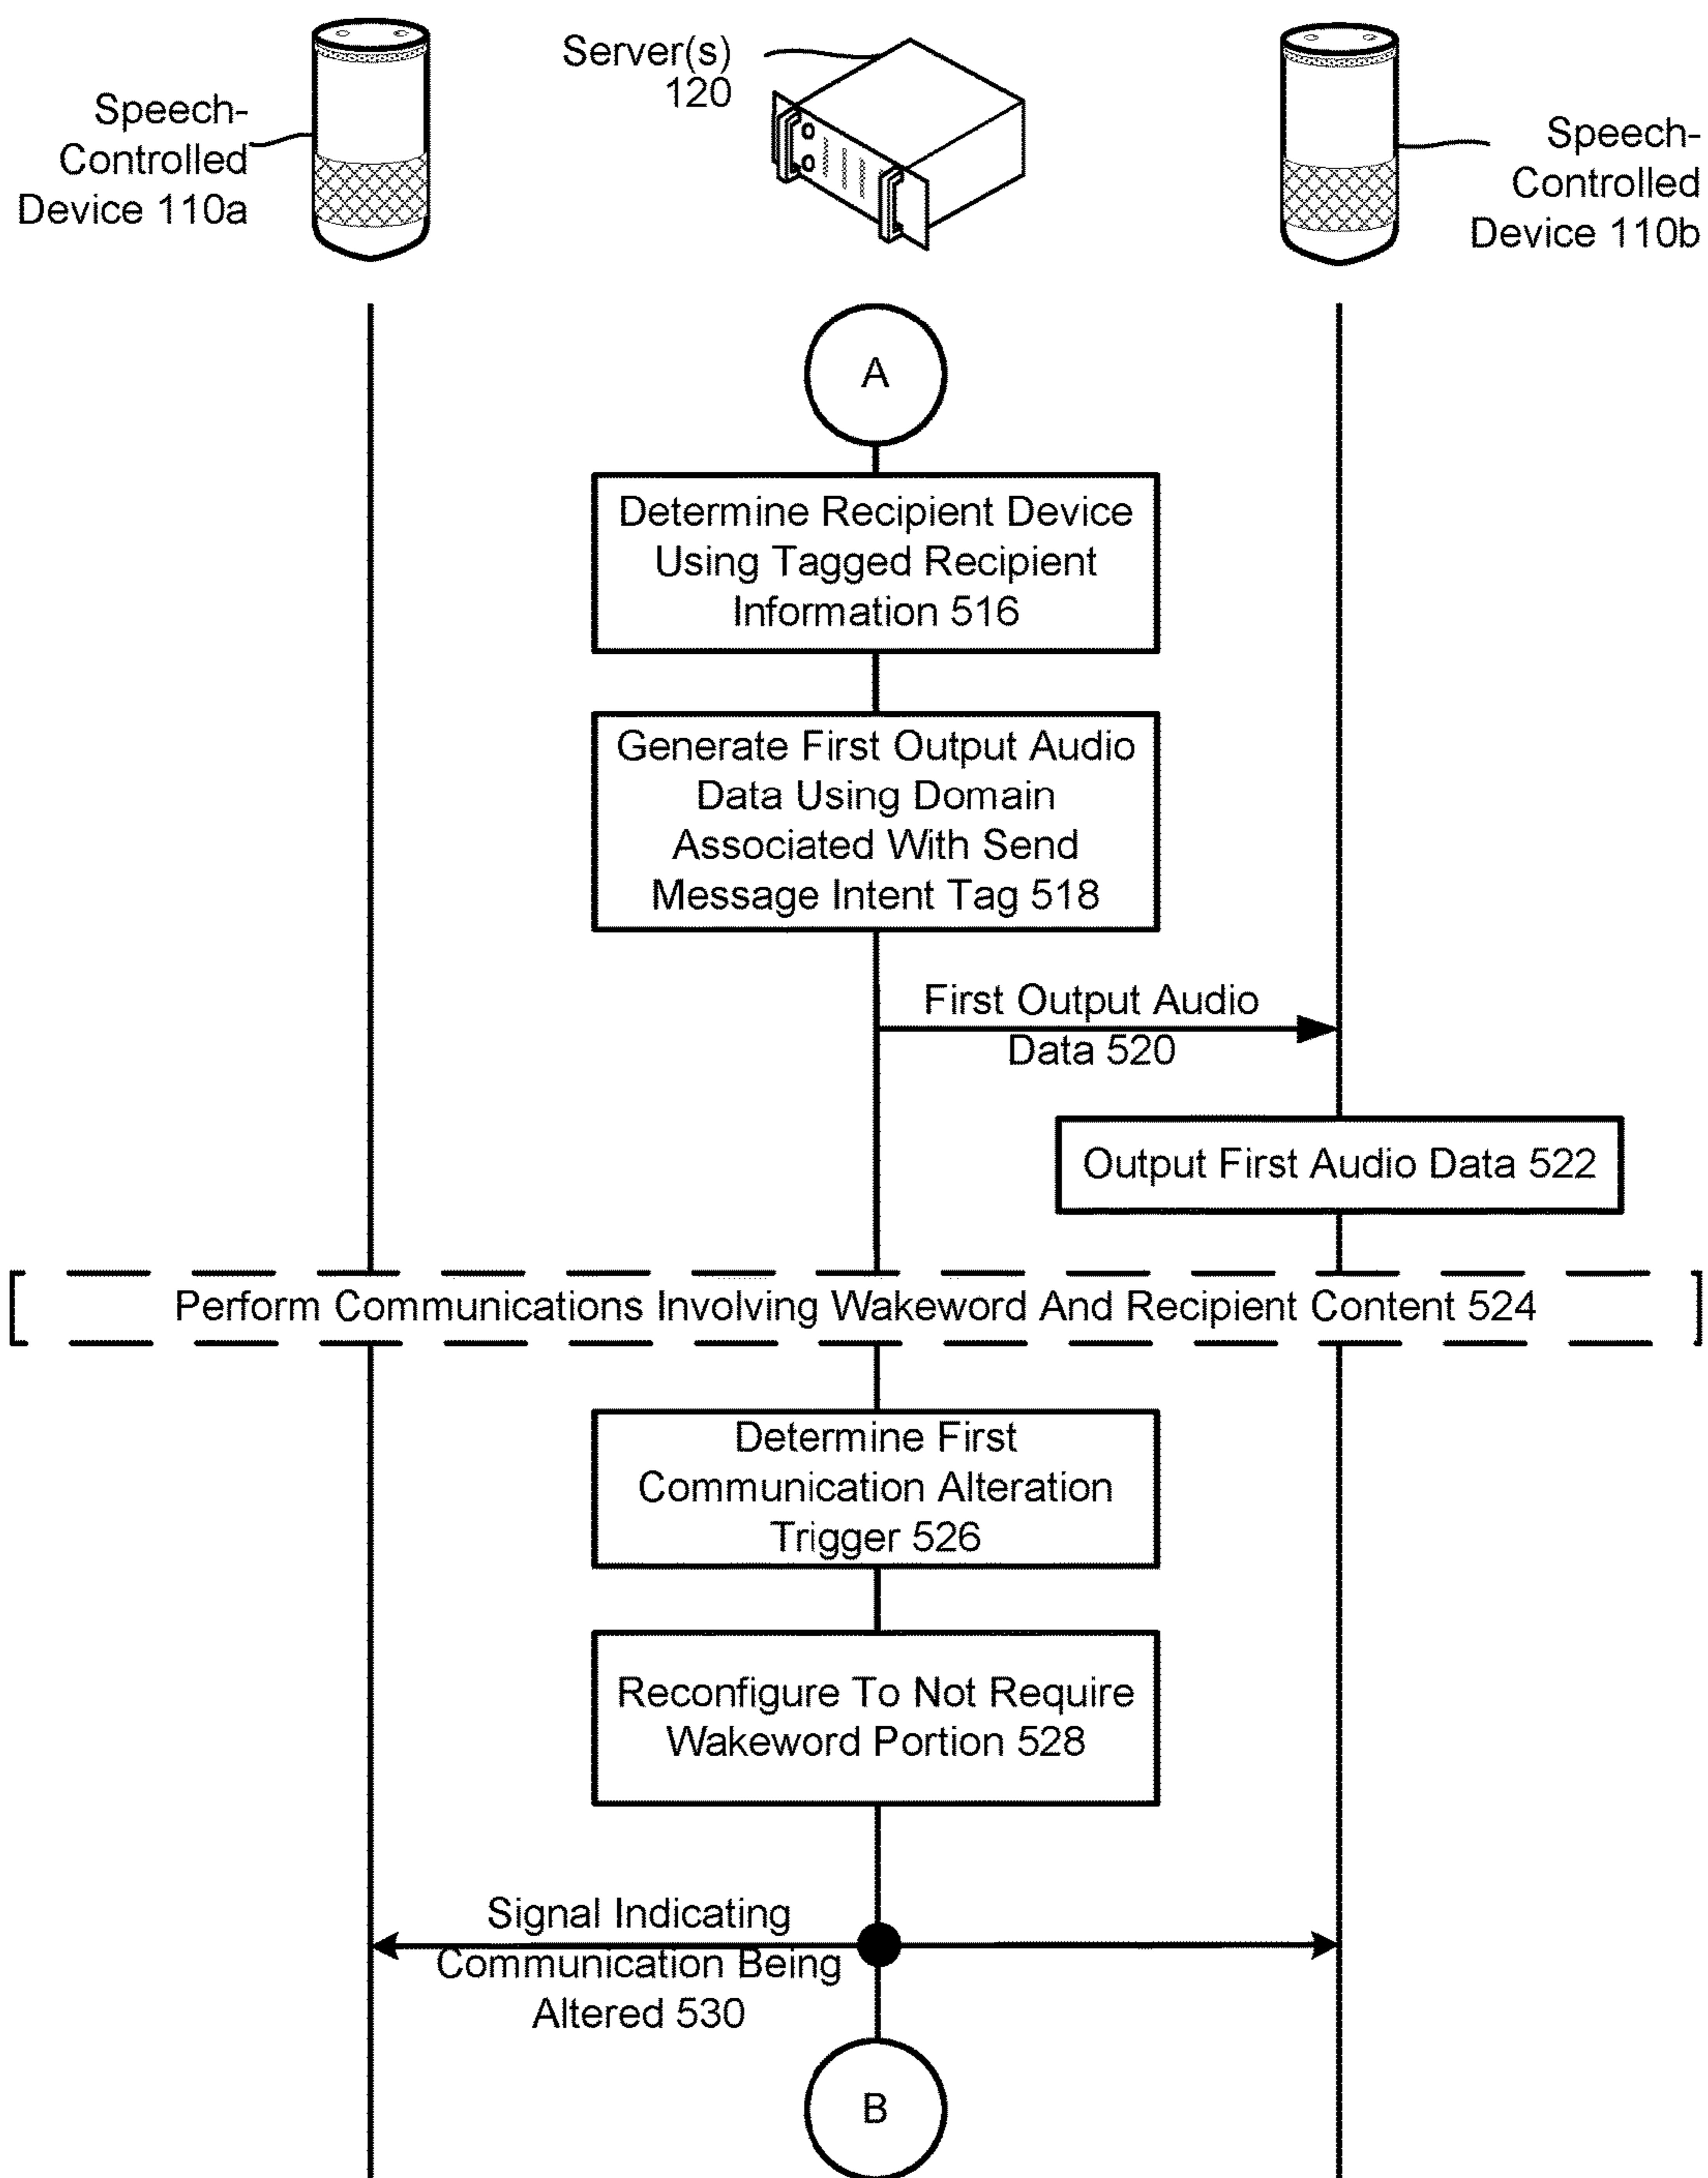 Speech-
Controlled
Device 110a
Server(s)
120
Speech-
Controlled
Device 110b
A
Determine Recipient Device
Using Tagged Recipient
Information 516
Generate First Output Audio
Data Using Domain
Associated With Send
Message Intent Tag 518
First Output Audio
Data 520
Output First Audio Data 522
Perform Communications Involving Wakeword And Recipient Content 524
Determine First
Communication Alteration
Trigger 526
Reconfigure To Not Require
Wakeword Portion 528
Signal Indicating
Communication Being
Altered 530
B